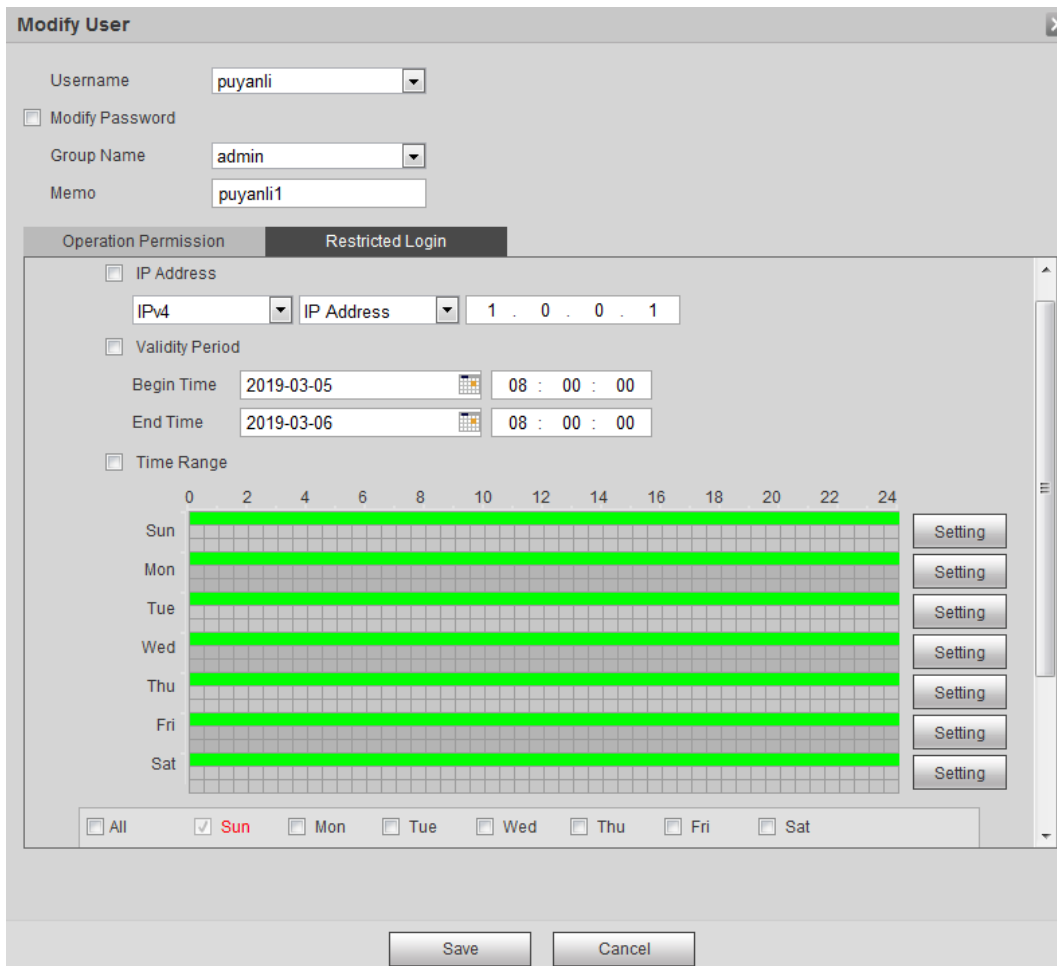 Modify User
Username puyanli
Modify Password
Group Name admin
Memo puyanli1
Operation Permission Restricted Login
IP Address
IPv4 IP Address 1 . 0 . 0 . 1
Validity Period
Begin Time 2019-03-05 08 : 00 : 00
End Time 2019-03-06 08 : 00 : 00
Time Range
0 2 4 6 8 10 12 14 16 18 20 22 24
Sun Setting
Mon Setting
Tue Setting
Wed Setting
Thu Setting
Fri Setting
Sat Setting
All Sun Mon Tue Wed Thu Fri Sat
Save Cancel